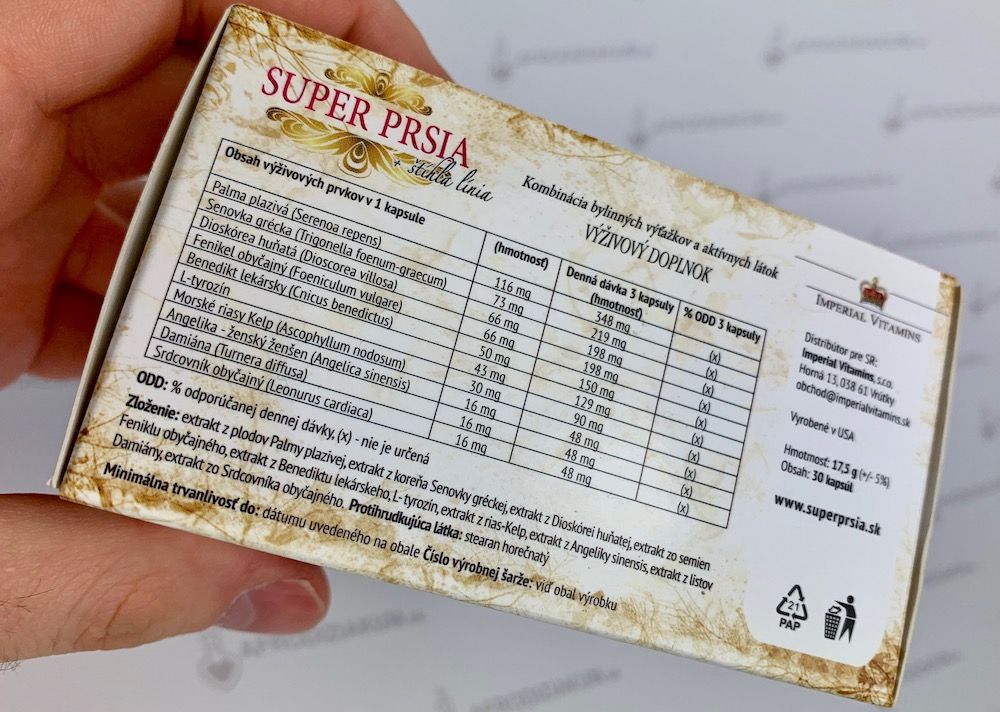 SUPER PRSIA
+ štíhla línia
Kombinácia bylinných výťažkov a aktívnych látok
VÝŽIVOVÝ DOPLNOK
Obsah výživových prvkov v 1 kapsule (hmotnosť) Denná dávka 3 kapsuly (hmotnosť) % ODD 3 kapsuly
Palma plazivá (Serenoa repens) 116 mg 348 mg (x)
Senovka grécka (Trigonella foenum-graecum) 73 mg 219 mg (x)
Dioskórea huňatá (Dioscorea villosa) 66 mg 198 mg (x)
Fenikel obyčajný (Foeniculum vulgare) 66 mg 198 mg (x)
Benedikt lekársky (Cnicus benedictus) 50 mg 150 mg (x)
L-tyrozín 43 mg 129 mg (x)
Morské riasy Kelp (Ascophyllum nodosum) 30 mg 90 mg (x)
Angelika - ženský ženšen (Angelica sinensis) 16 mg 48 mg (x)
Damiána (Turnera diffusa) 16 mg 48 mg (x)
Srdcovník obyčajný (Leonurus cardiaca) 16 mg 48 mg (x)
ODD: % odporúčanej dennej dávky, (x) - nie je určená
Zloženie: extrakt z plodov Palmy plazivej, extrakt z koreňa Senovky gréckej, extrakt z Dioskórei huňatej, extrakt zo semien
Feniklu obyčajného, extrakt z Benediktu lekárskeho, L-tyrozín, extrakt z rias-Kelp, extrakt z Angeliky sinensis, extrakt z listov
Damiány, extrakt zo Srdcovníka obyčajného. Protihrudkujúca látka: stearan horečnatý
Minimálna trvanlivosť do: dátumu uvedeného na obale Číslo výrobnej šarže: viď obal výrobku
IMPERIAL VITAMINS
Distribútor pre SR:
Imperial Vitamins, s.r.o.
Horná 13, 038 61 Vrútky
obchod@imperialvitamins.sk
Vyrobené v USA
Hmotnosť: 17,5 g (+/- 5%)
Obsah: 30 kapsúl
www.superprsia.sk
21
PAP